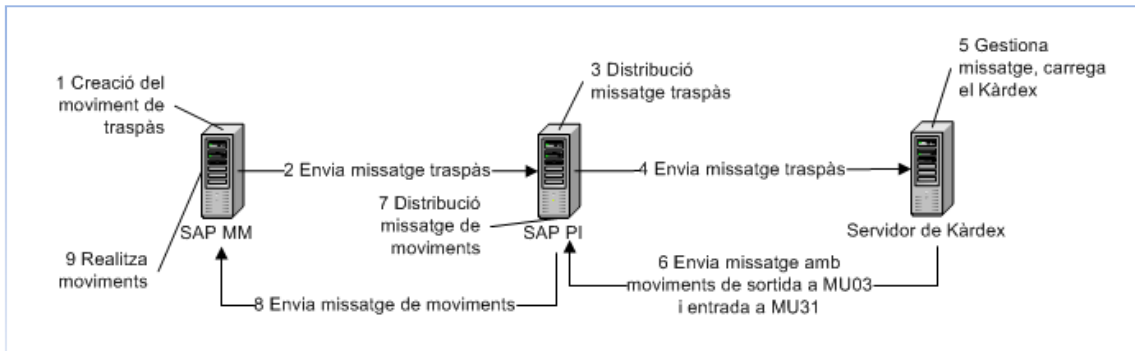 1 Creació del
moviment de
traspàs
3 Distribució
missatge traspàs
5 Gestiona
missatge, carrega
el Kàrdex
2 Envia missatge traspàs
4 Envia missatge traspàs
7 Distribució
missatge de
moviments
SAP MM
SAP PI
Servidor de Kàrdex
9 Realitza
moviments
6 Envia missatge amb
moviments de sortida a MU03
i entrada a MU31
8 Envia missatge de moviments